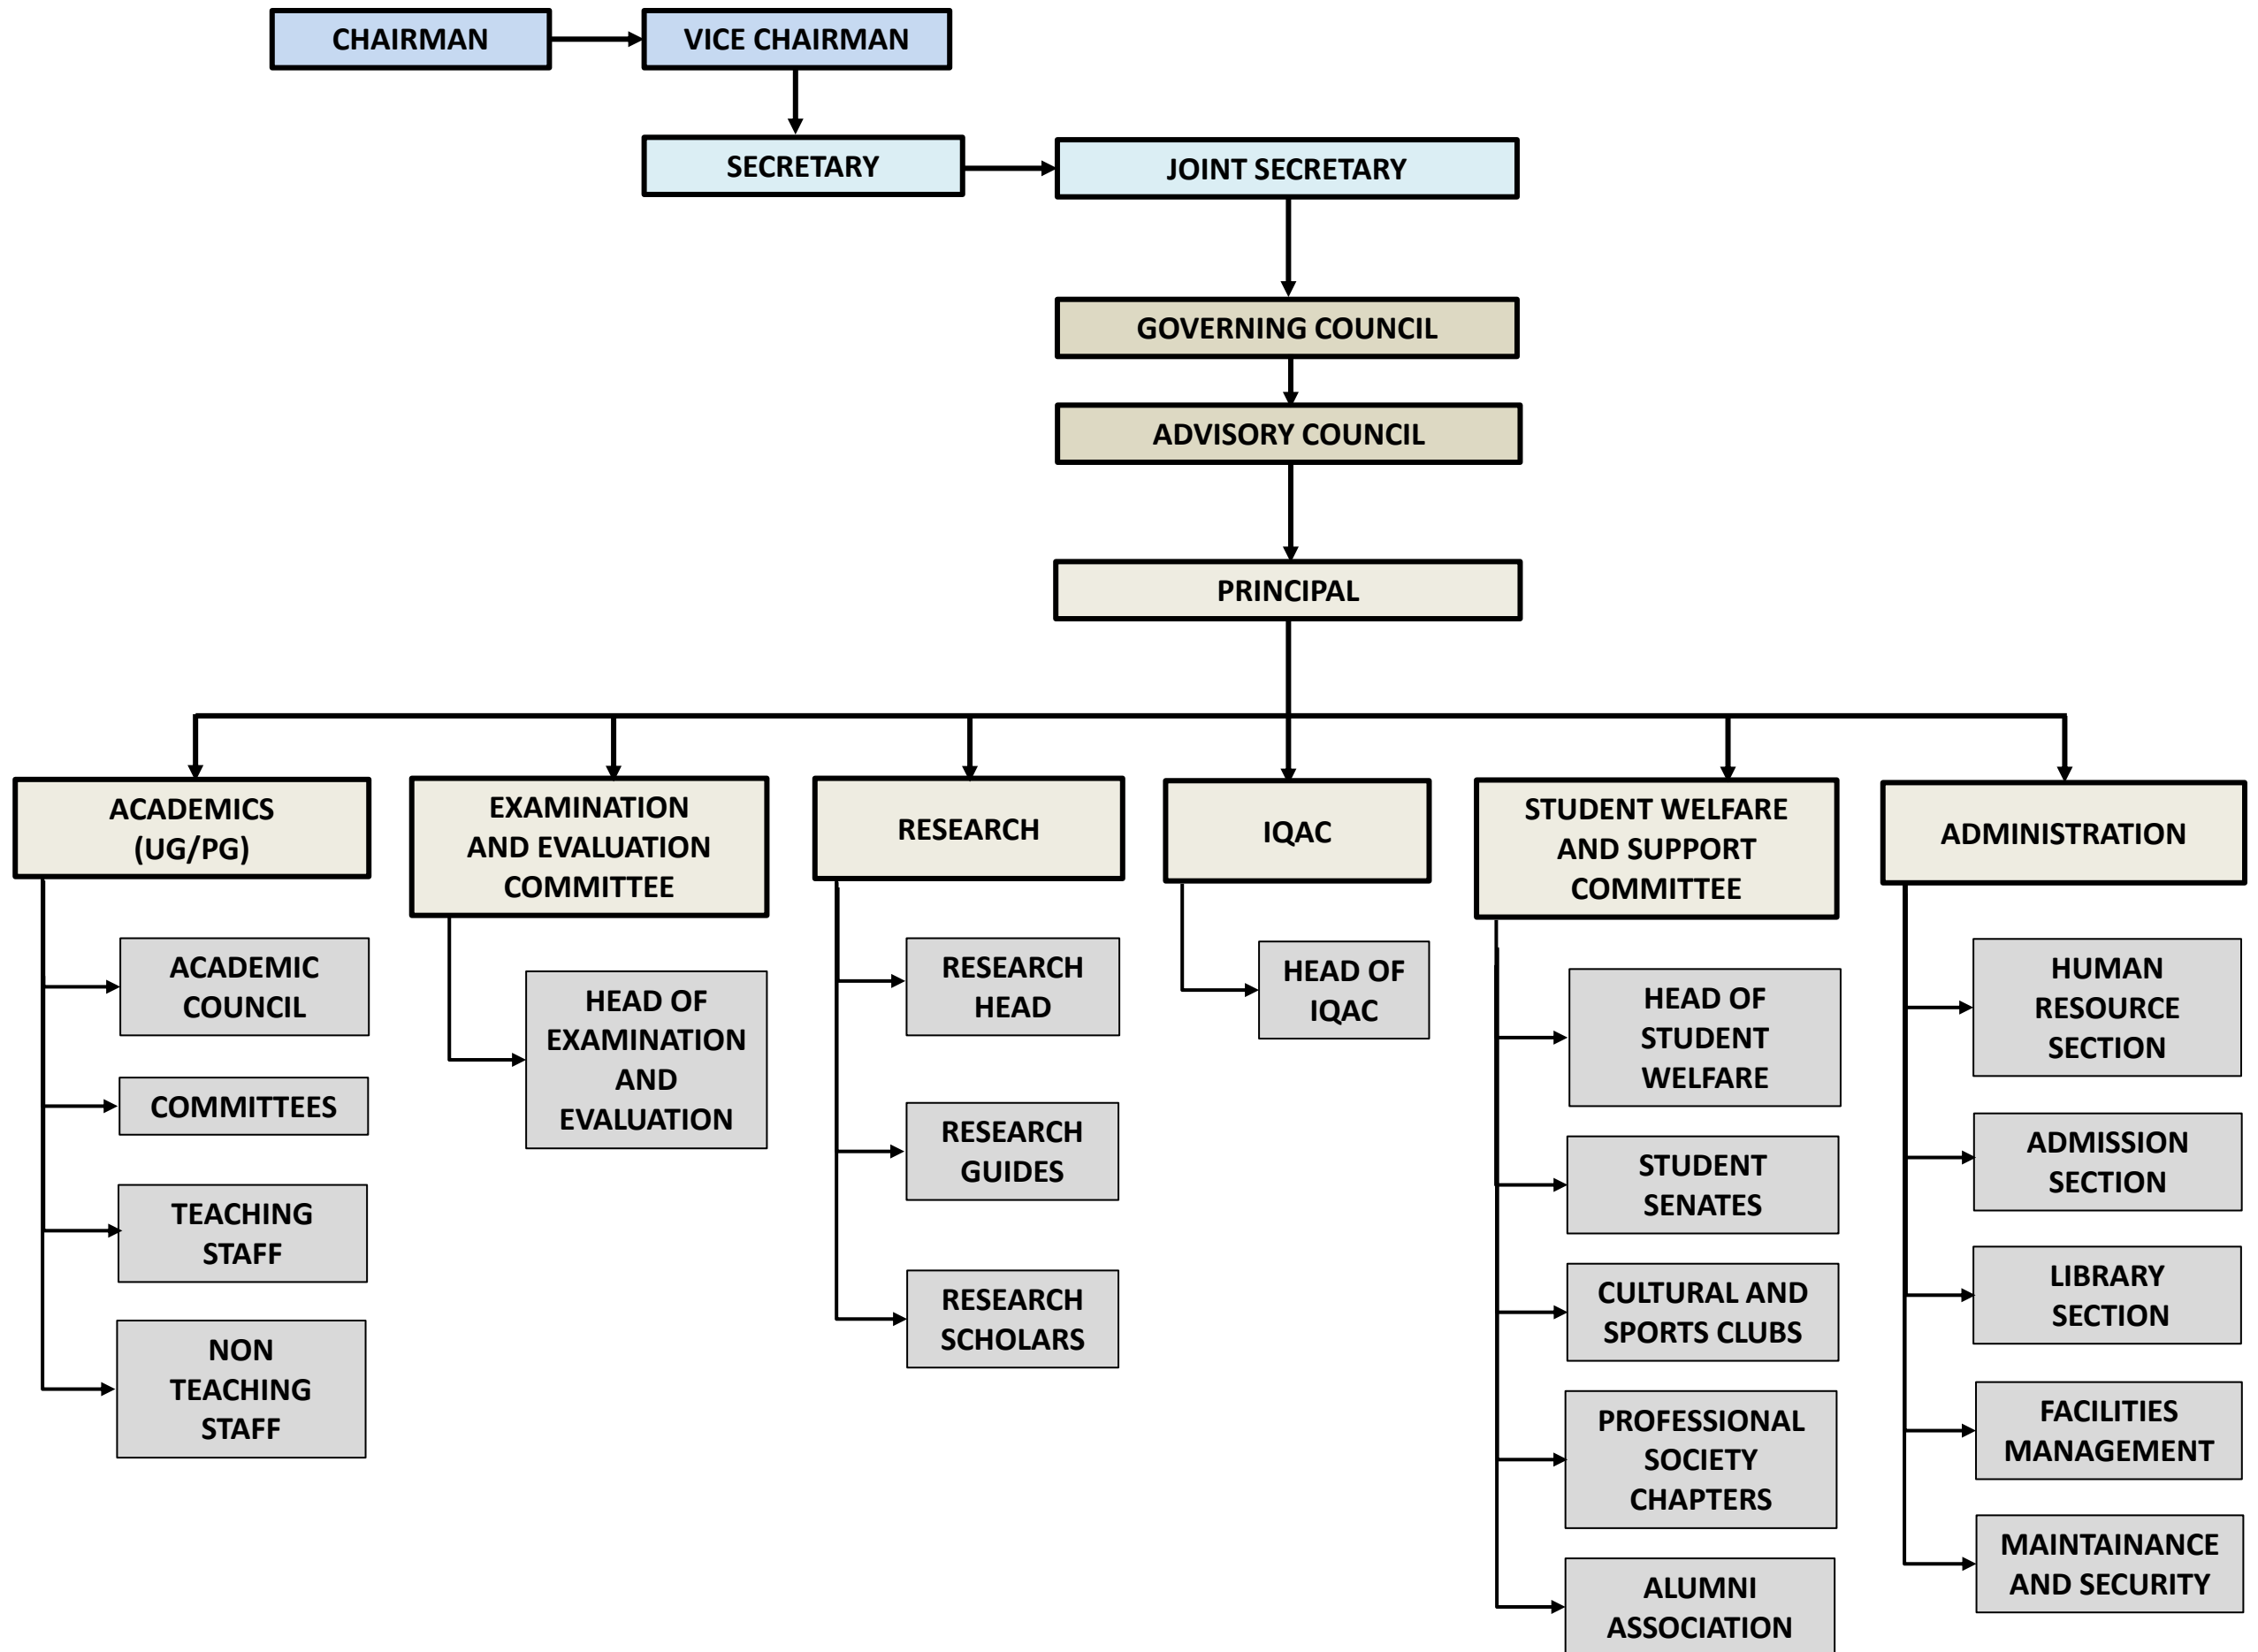 CHAIRMAN
VICE CHAIRMAN
SECRETARY
JOINT SECRETARY
GOVERNING COUNCIL
ADVISORY COUNCIL
PRINCIPAL
ACADEMICS
(UG/PG)
ACADEMIC
COUNCIL
COMMITTEES
TEACHING
STAFF
NON
TEACHING
STAFF
EXAMINATION
AND EVALUATION
COMMITTEE
HEAD OF
EXAMINATION
AND
EVALUATION
RESEARCH
RESEARCH
HEAD
RESEARCH
GUIDES
RESEARCH
SCHOLARS
IQAC
HEAD OF
IQAC
STUDENT WELFARE
AND SUPPORT
COMMITTEE
HEAD OF
STUDENT
WELFARE
STUDENT
SENATES
CULTURAL AND
SPORTS CLUBS
PROFESSIONAL
SOCIETY
CHAPTERS
ALUMNI
ASSOCIATION
ADMINISTRATION
HUMAN
RESOURCE
SECTION
ADMISSION
SECTION
LIBRARY
SECTION
FACILITIES
MANAGEMENT
MAINTAINANCE
AND SECURITY